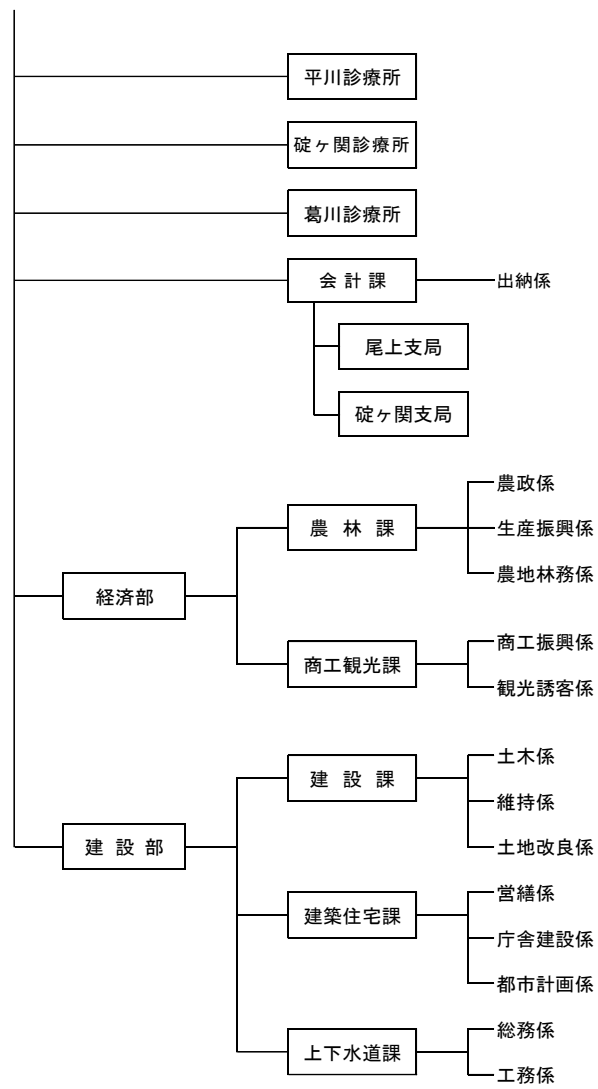 平川診療所
碇ヶ関診療所
葛川診療所
会計課
出納係
尾上支局
碇ヶ関支局
経済部
農林課
農政係
生産振興係
農地林務係
商工観光課
商工振興係
観光誘客係
建設部
建設課
土木係
維持係
土地改良係
建築住宅課
営繕係
庁舎建設係
都市計画係
上下水道課
総務係
工務係